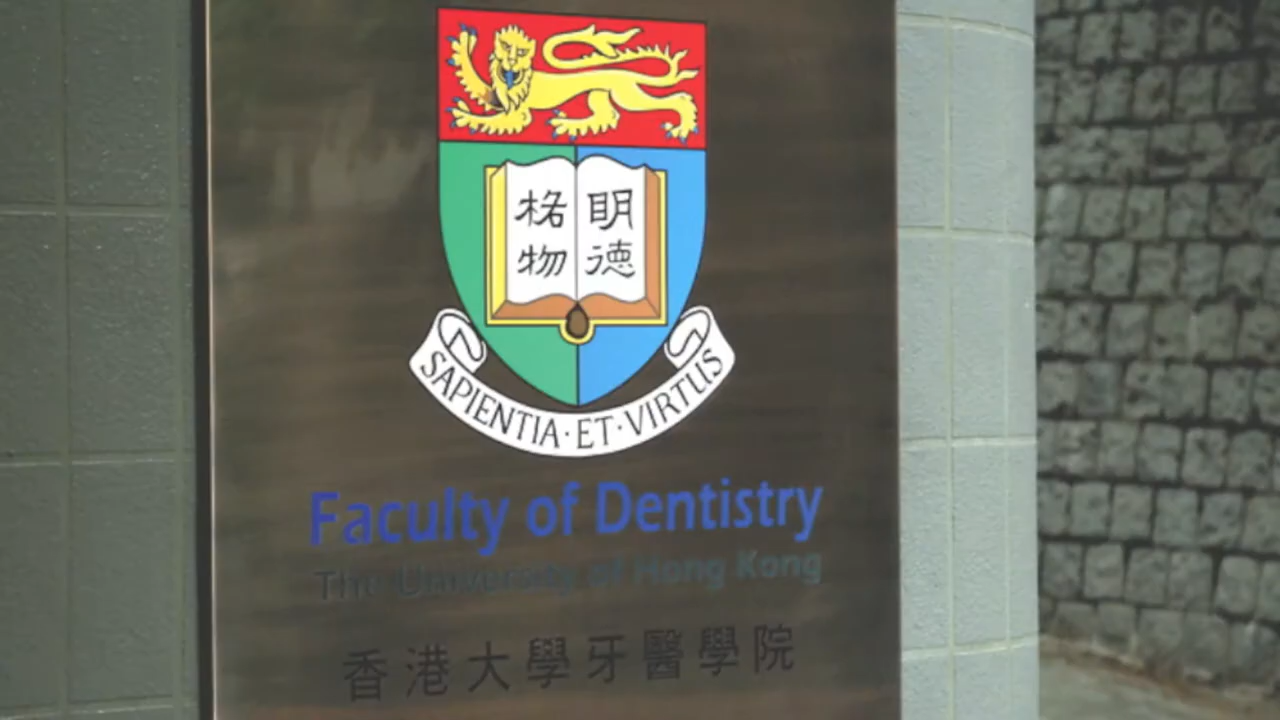 明德
格物
SAPIENTIA·ET·VIRTUS
Faculty of Dentistry
The University of Hong Kong
香港大學牙醫學院